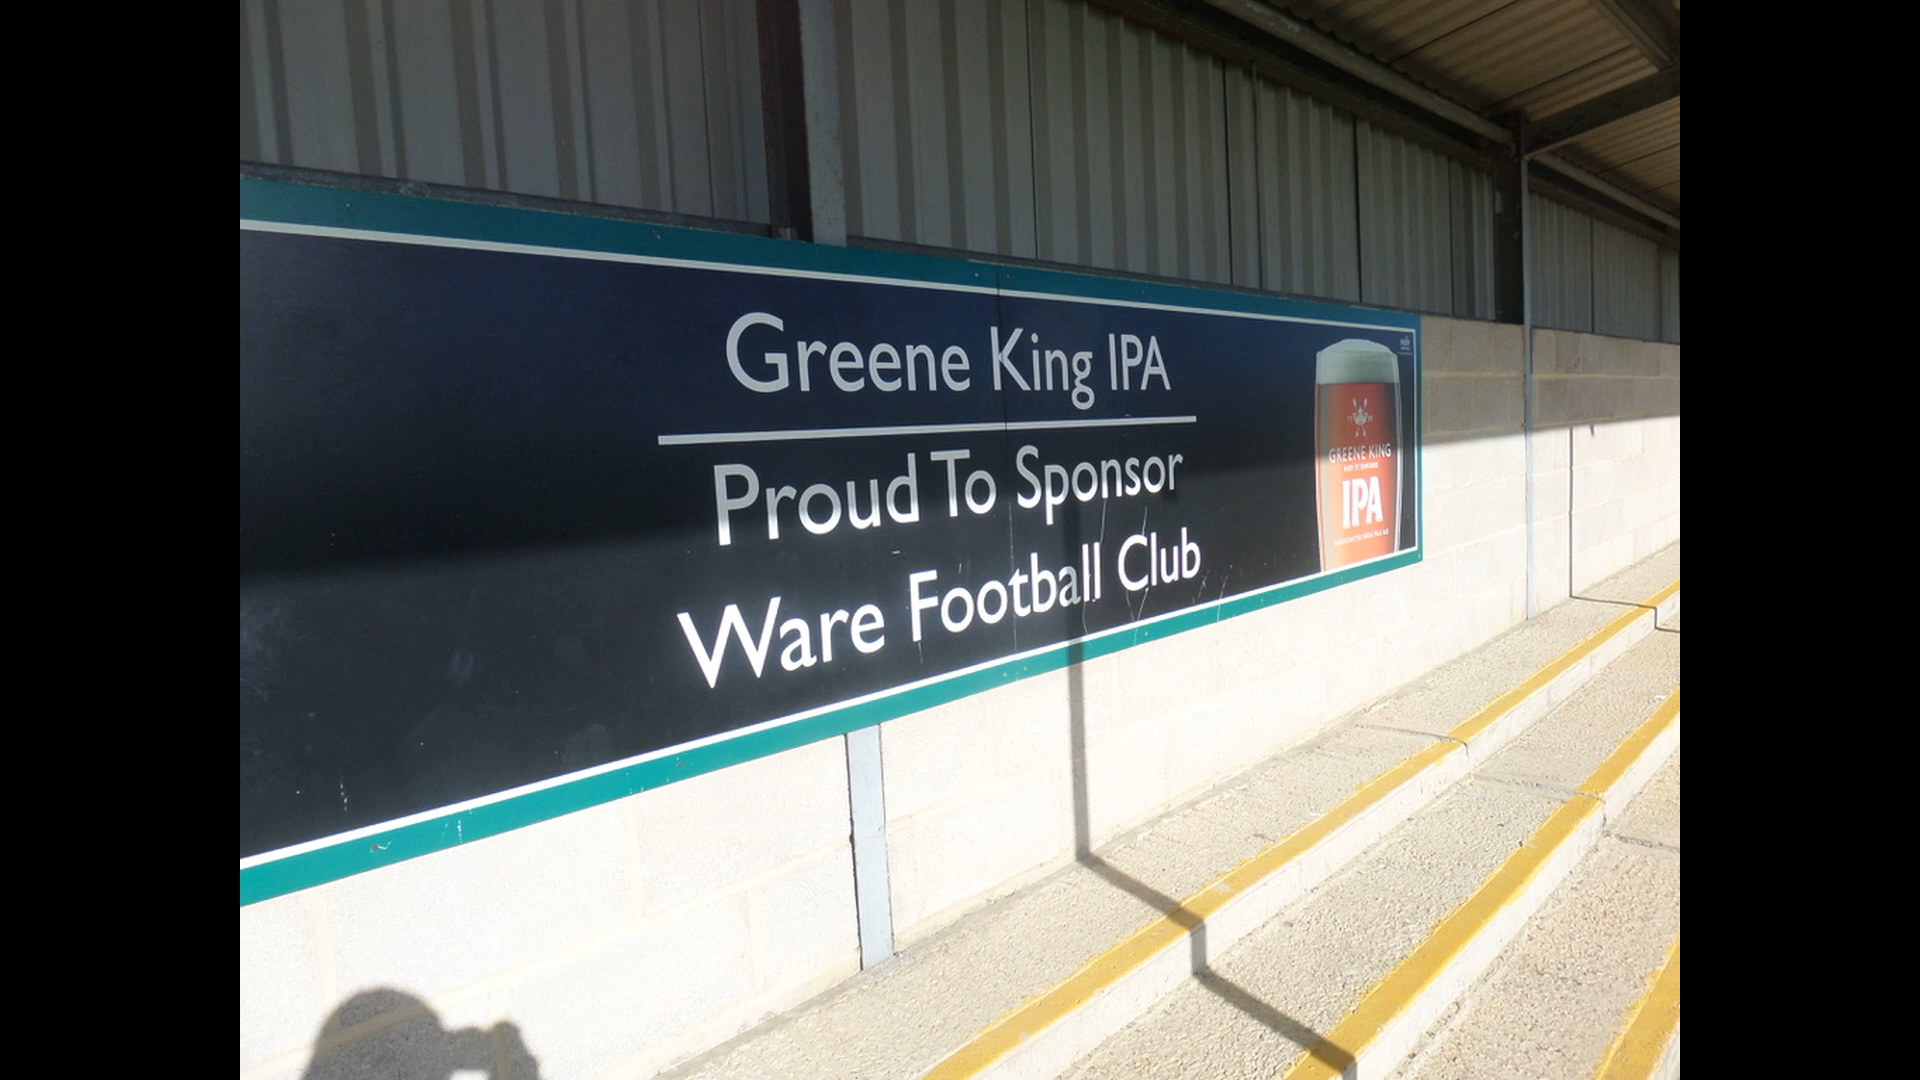 Greene King IPA
Proud To Sponsor
Ware Football Club
GREENE KING
IPA